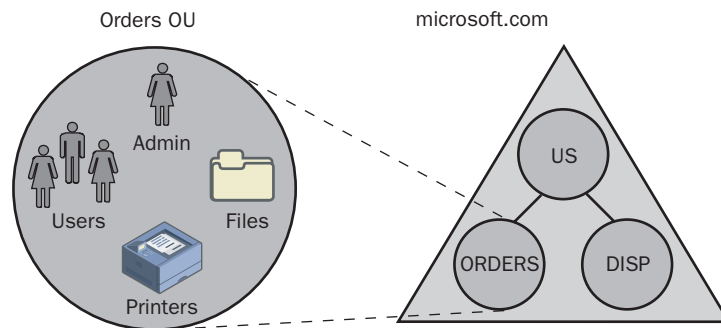 Orders OU
microsoft.com
Admin
Users
Files
Printers
US
ORDERS
DISP